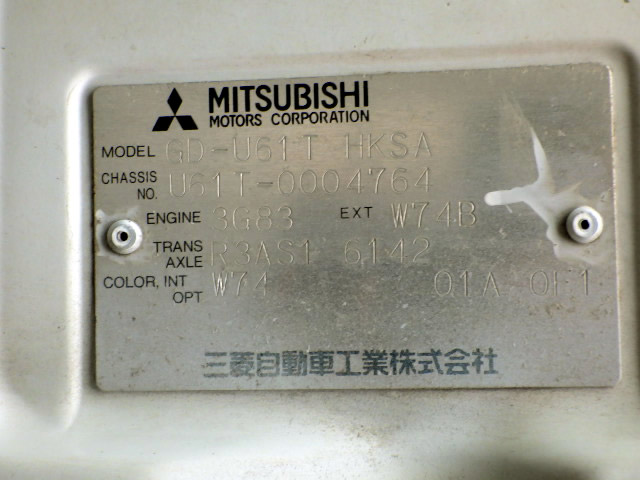 MITSUBISHI
MOTORS CORPORATION
MODEL GD-U61T HKSA
CHASSIS NO. U61T-0004764
ENGINE 3G83 EXT W74B
TRANS AXLE R3AS1 6142
COLOR, INT OPT W74 01A 0F1
三菱自動車工業株式会社